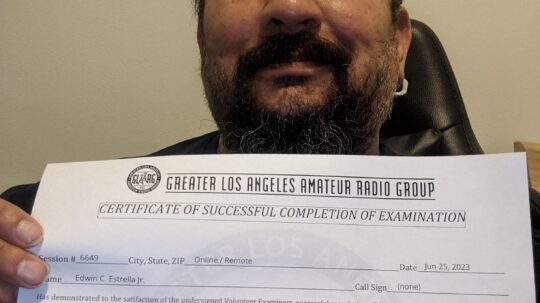 GREATER LOS ANGELES AMATEUR RADIO GROUP
GLAARG
CERTIFICATE OF SUCCESSFUL COMPLETION OF EXAMINATION
Session # 6649 City, State, ZIP Online / Remote Date Jun 25, 2023
Name Edwin C. Estrella Jr. Call Sign (none)
Has demonstrated to the satisfaction of the undersigned Volunteer Examiners